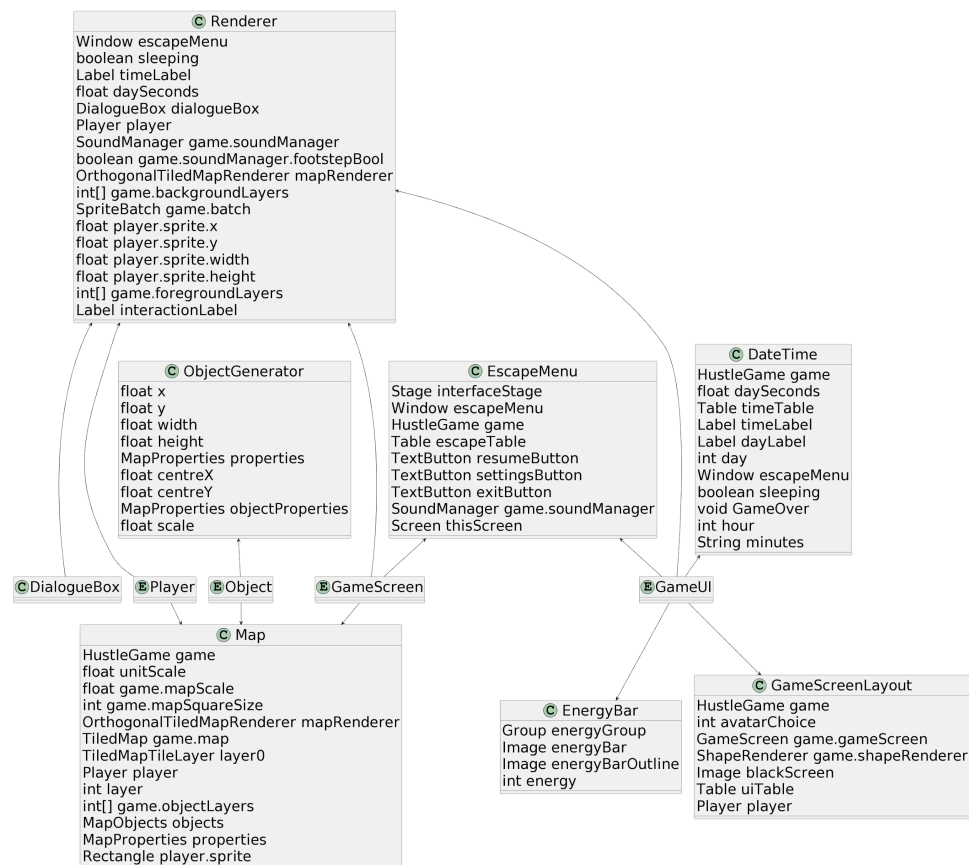 C Renderer
Window escapeMenu
boolean sleeping
Label timeLabel
float daySeconds
DialogueBox dialogueBox
Player player
SoundManager game.soundManager
boolean game.soundManager.footstepBool
OrthogonalTiledMapRenderer mapRenderer
int[] game.backgroundLayers
SpriteBatch game.batch
float player.sprite.x
float player.sprite.y
float player.sprite.width
float player.sprite.height
int[] game.foregroundLayers
Label interactionLabel
C ObjectGenerator
float x
float y
float width
float height
MapProperties properties
float centreX
float centreY
MapProperties objectProperties
float scale
C EscapeMenu
Stage interfaceStage
Window escapeMenu
HustleGame game
Table escapeTable
TextButton resumeButton
TextButton settingsButton
TextButton exitButton
SoundManager game.soundManager
Screen thisScreen
C DateTime
HustleGame game
float daySeconds
Table timeTable
Label timeLabel
Label dayLabel
int day
Window escapeMenu
boolean sleeping
void GameOver
int hour
String minutes
C DialogueBox
E Player
E Object
E GameScreen
E GameUI
C Map
HustleGame game
float unitScale
float game.mapScale
int game.mapSquareSize
OrthogonalTiledMapRenderer mapRenderer
TiledMap game.map
TiledMapTileLayer layer0
Player player
int layer
int[] game.objectLayers
MapObjects objects
MapProperties properties
Rectangle player.sprite
C EnergyBar
Group energyGroup
Image energyBar
Image energyBarOutline
int energy
C GameScreenLayout
HustleGame game
int avatarChoice
GameScreen game.gameScreen
ShapeRenderer game.shapeRenderer
Image blackScreen
Table uiTable
Player player